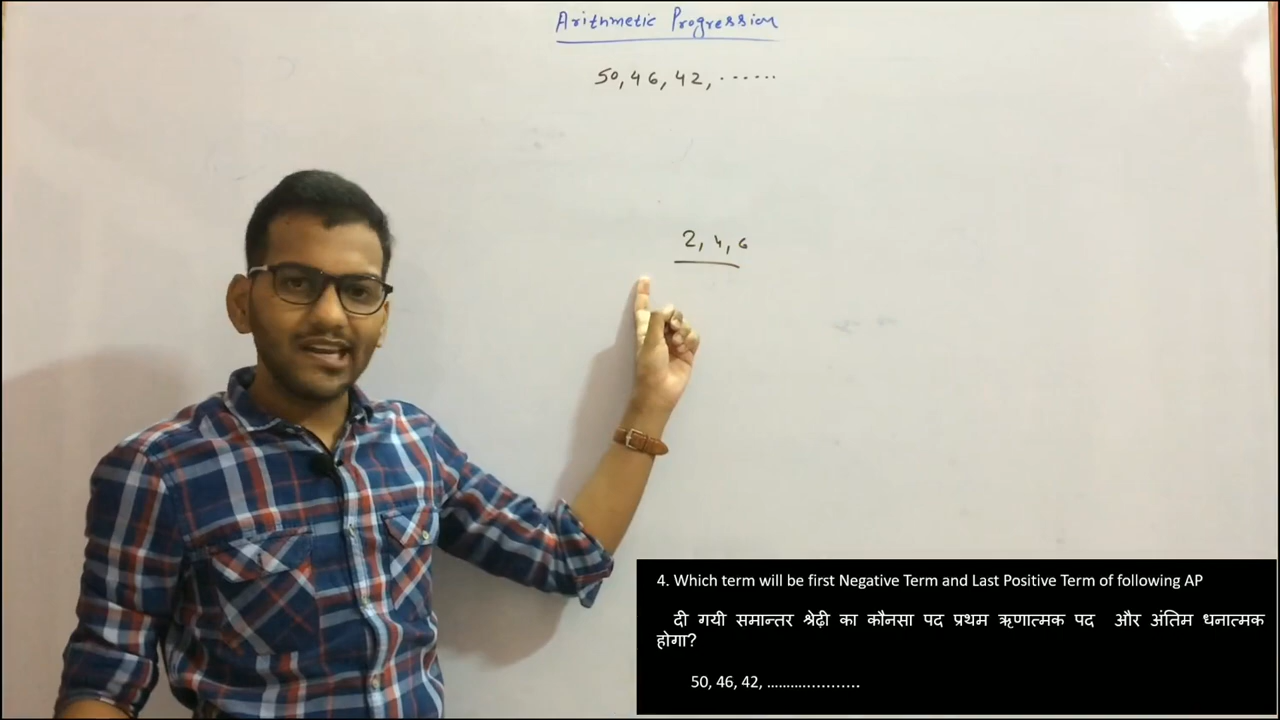 Arithmetic Progression
50, 46, 42, ......
2, 4, 6
4. Which term will be first Negative Term and Last Positive Term of following AP
दी गयी समान्तर श्रेढ़ी का कौनसा पद प्रथम ऋणात्मक पद और अंतिम धनात्मक
होगा?
50, 46, 42, .....................